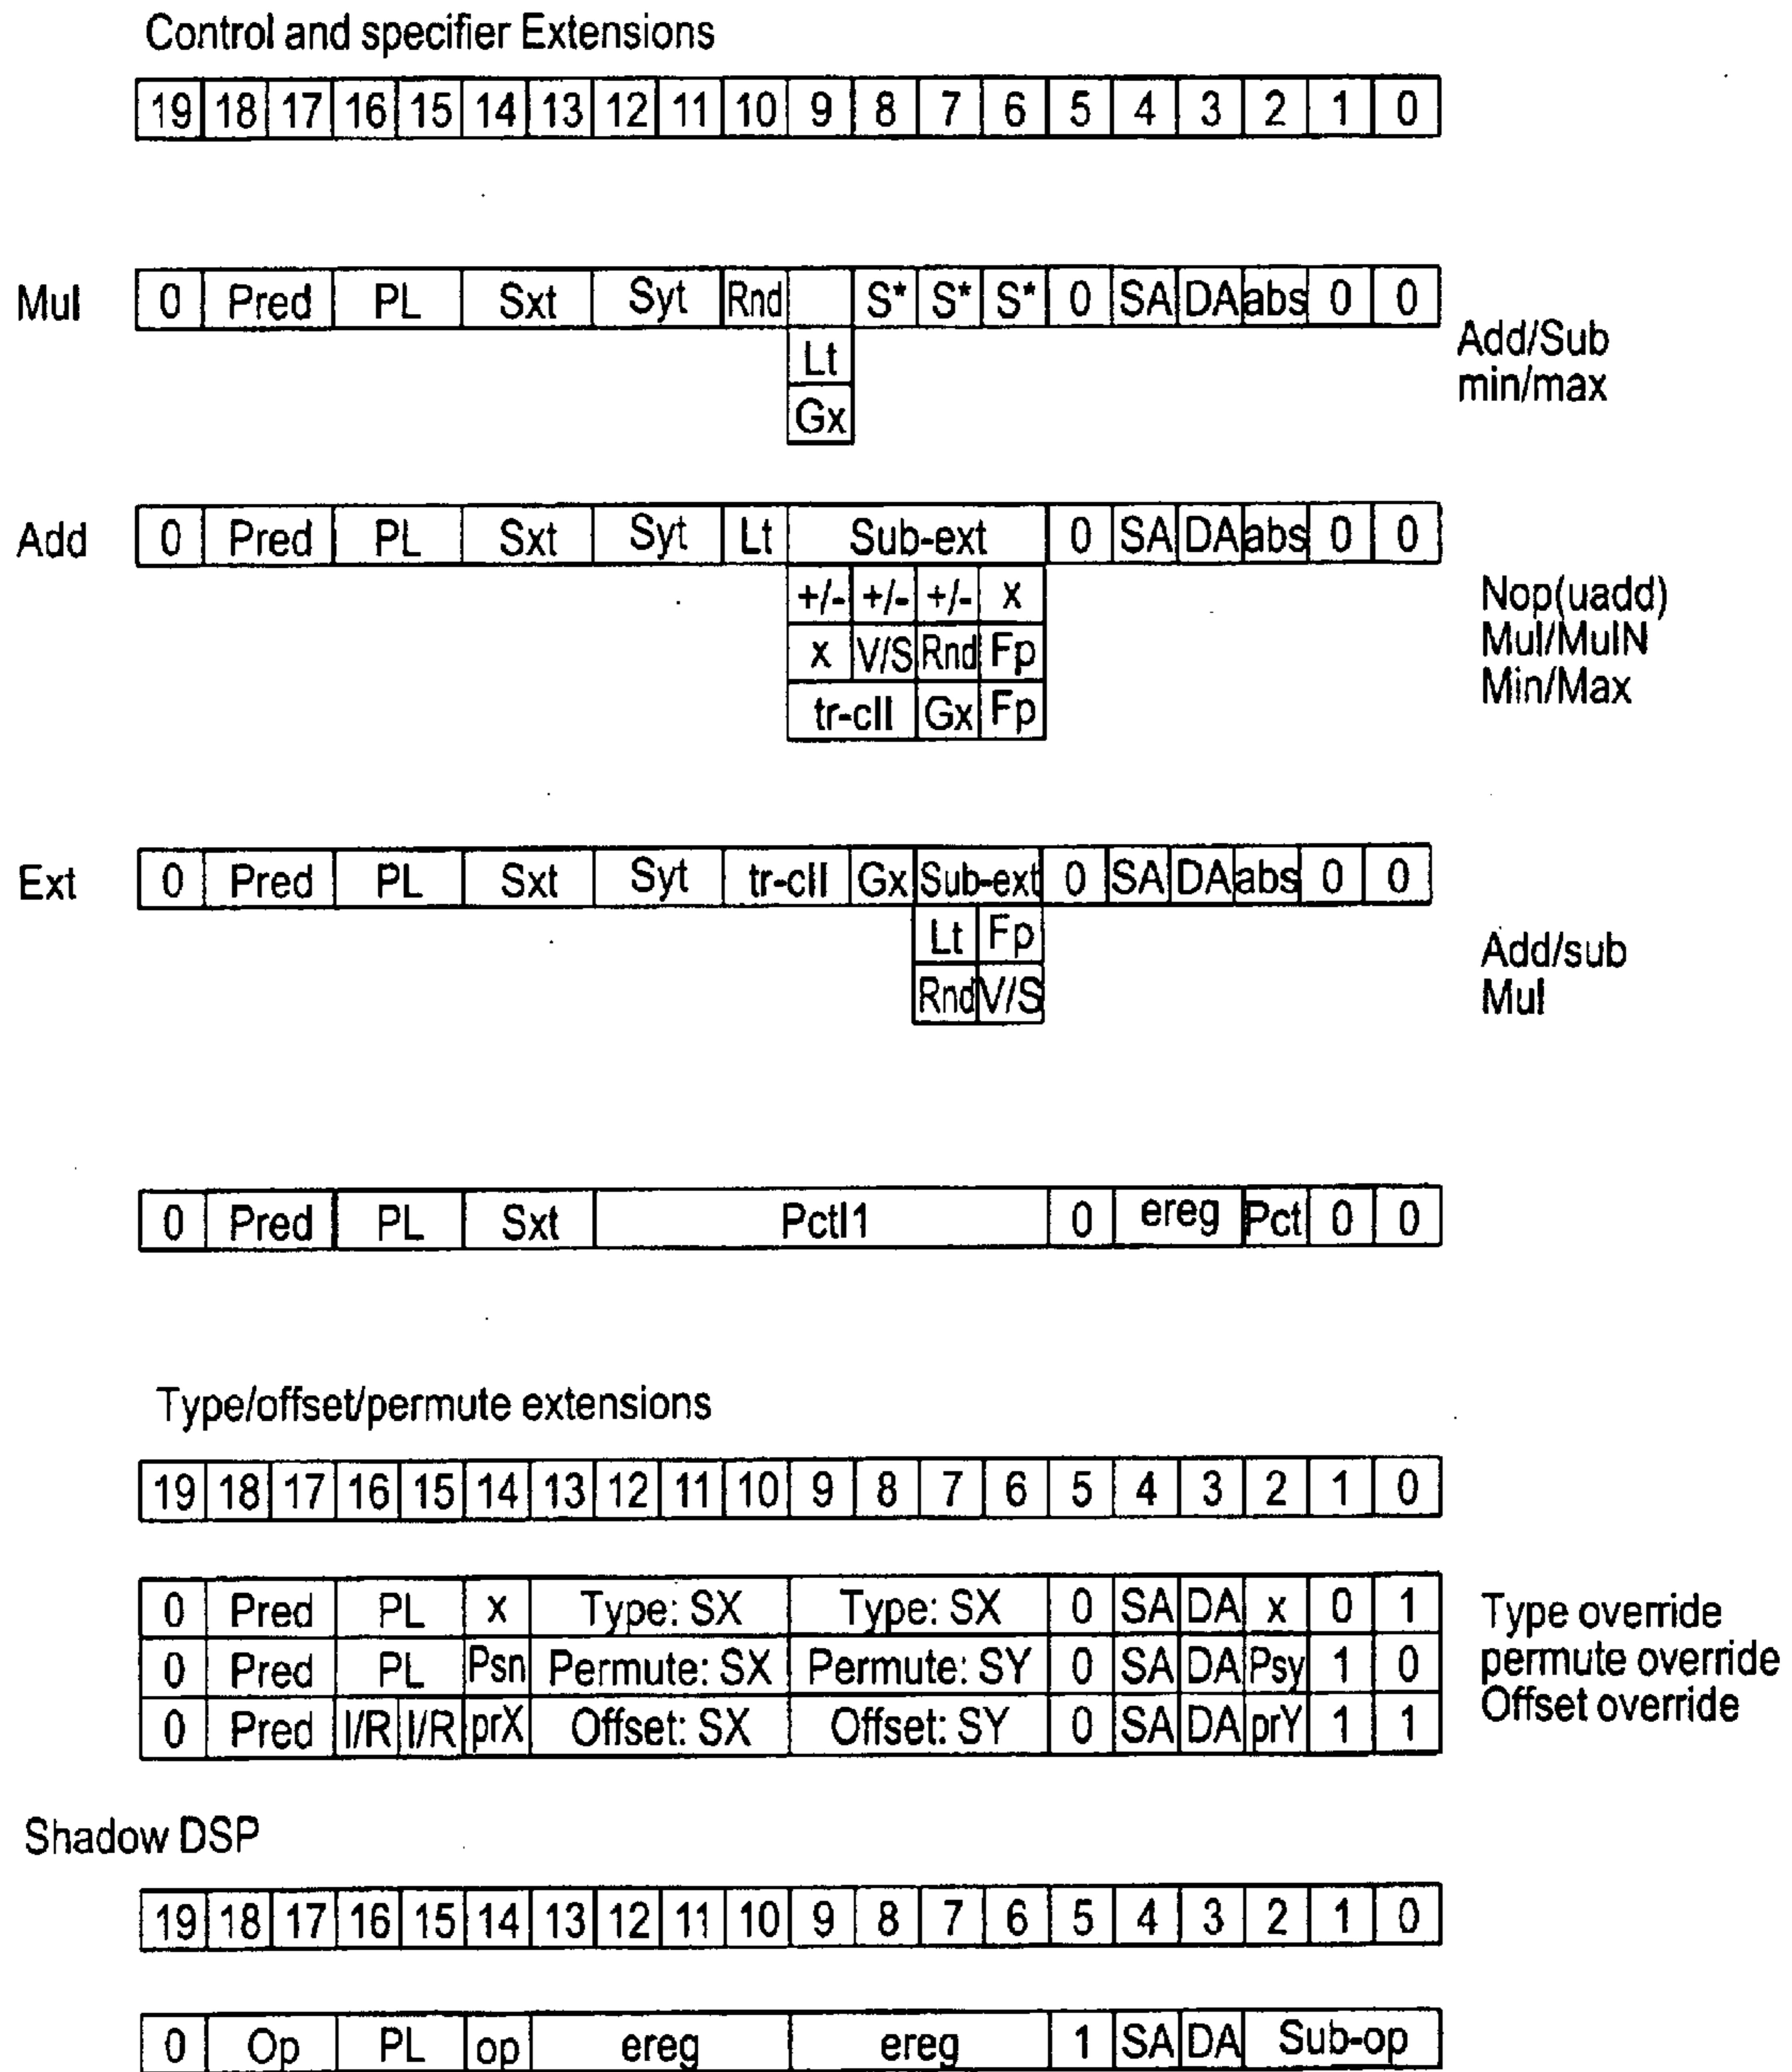 Control and specifier Extensions
19 18 17 16 15 14 13 12 11 10 9 8 7 6 5 4 3 2 1 0
Mul 0 Pred PL Sxt Syt Rnd S* S* S* 0 SA DA abs 0 0
Lt
Gx
Add/Sub
min/max
Add 0 Pred PL Sxt Syt Lt Sub-ext 0 SA DA abs 0 0
+/- +/- +/- x
x V/S Rnd Fp
tr-cll Gx Fp
Nop(uadd)
Mul/MulN
Min/Max
Ext 0 Pred PL Sxt Syt tr-cll Gx Sub-ext 0 SA DA abs 0 0
Lt Fp
Rnd V/S
Add/sub
Mul
0 Pred PL Sxt Pctl1 0 ereg Pct 0 0
Type/offset/permute extensions
19 18 17 16 15 14 13 12 11 10 9 8 7 6 5 4 3 2 1 0
0 Pred PL x Type: SX Type: SX 0 SA DA x 0 1 Type override
0 Pred PL Psn Permute: SX Permute: SY 0 SA DA Psy 1 0 permute override
0 Pred I/R I/R prX Offset: SX Offset: SY 0 SA DA prY 1 1 Offset override
Shadow DSP
19 18 17 16 15 14 13 12 11 10 9 8 7 6 5 4 3 2 1 0
0 Op PL op ereg ereg 1 SA DA Sub-op